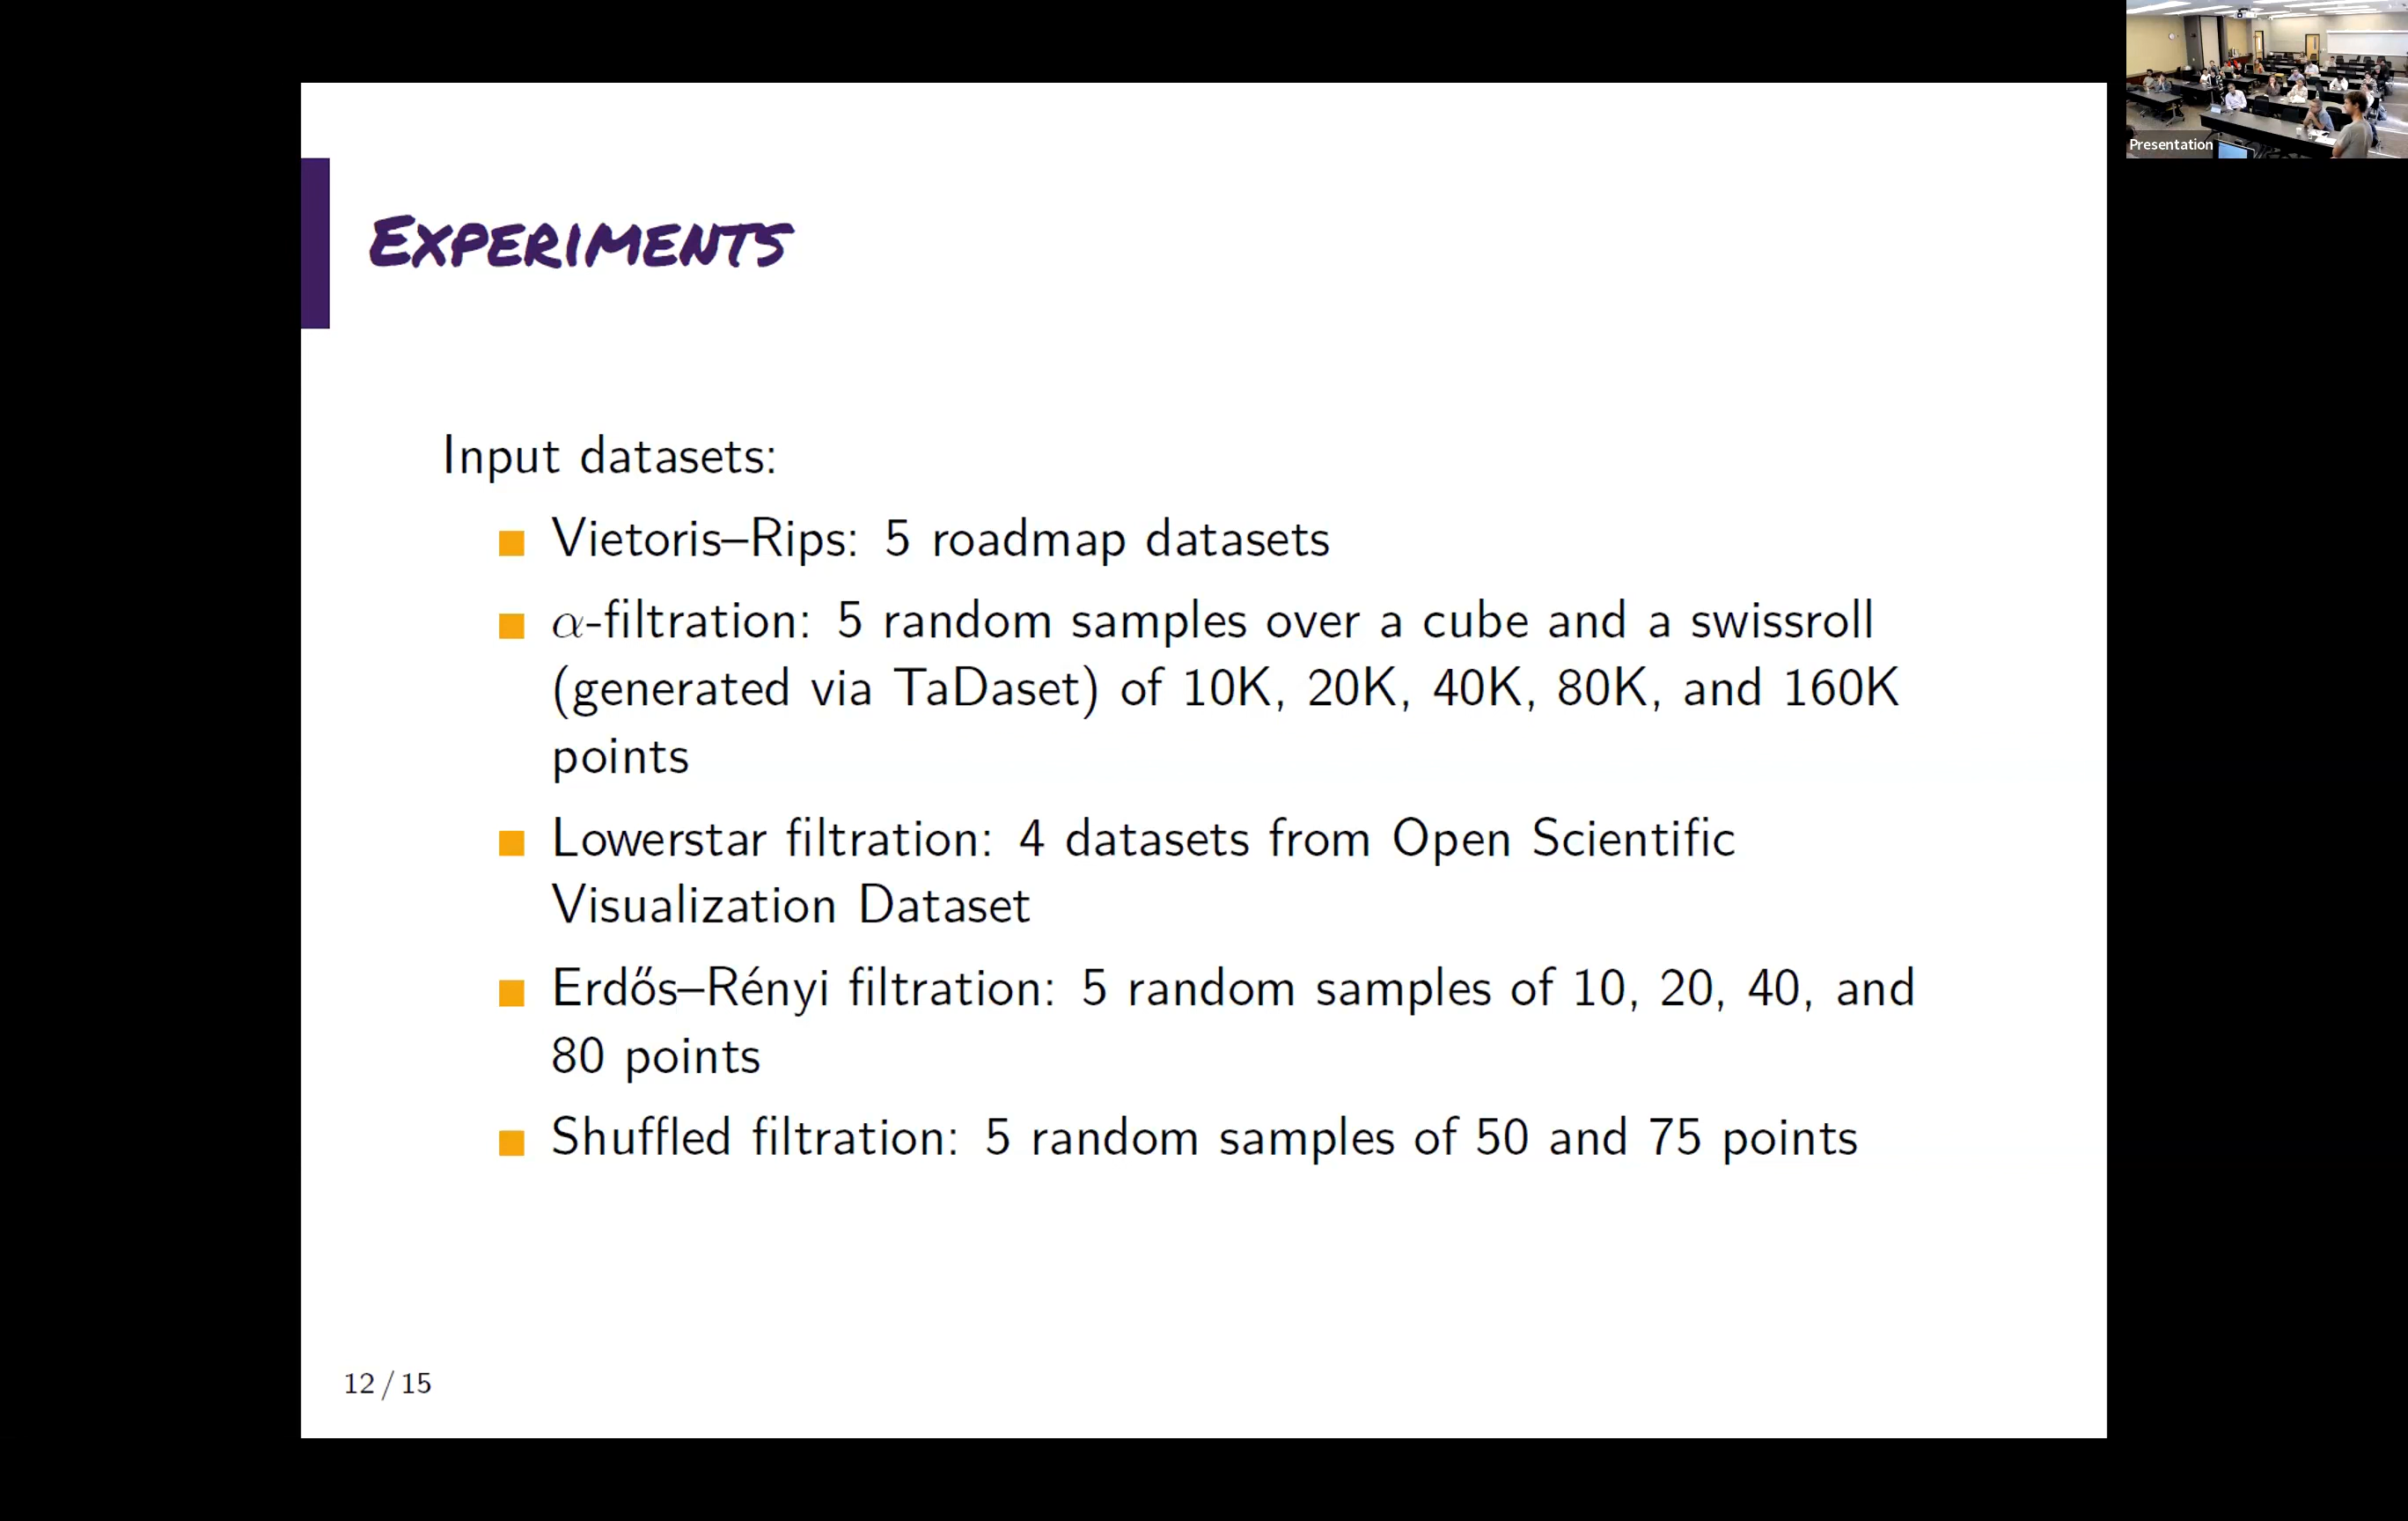 Presentation
EXPERIMENTS
Input datasets:
Vietoris–Rips: 5 roadmap datasets
α-filtration: 5 random samples over a cube and a swissroll
(generated via TaDaset) of 10K, 20K, 40K, 80K, and 160K
points
Lowerstar filtration: 4 datasets from Open Scientific
Visualization Dataset
Erdős–Rényi filtration: 5 random samples of 10, 20, 40, and
80 points
Shuffled filtration: 5 random samples of 50 and 75 points
12 / 15